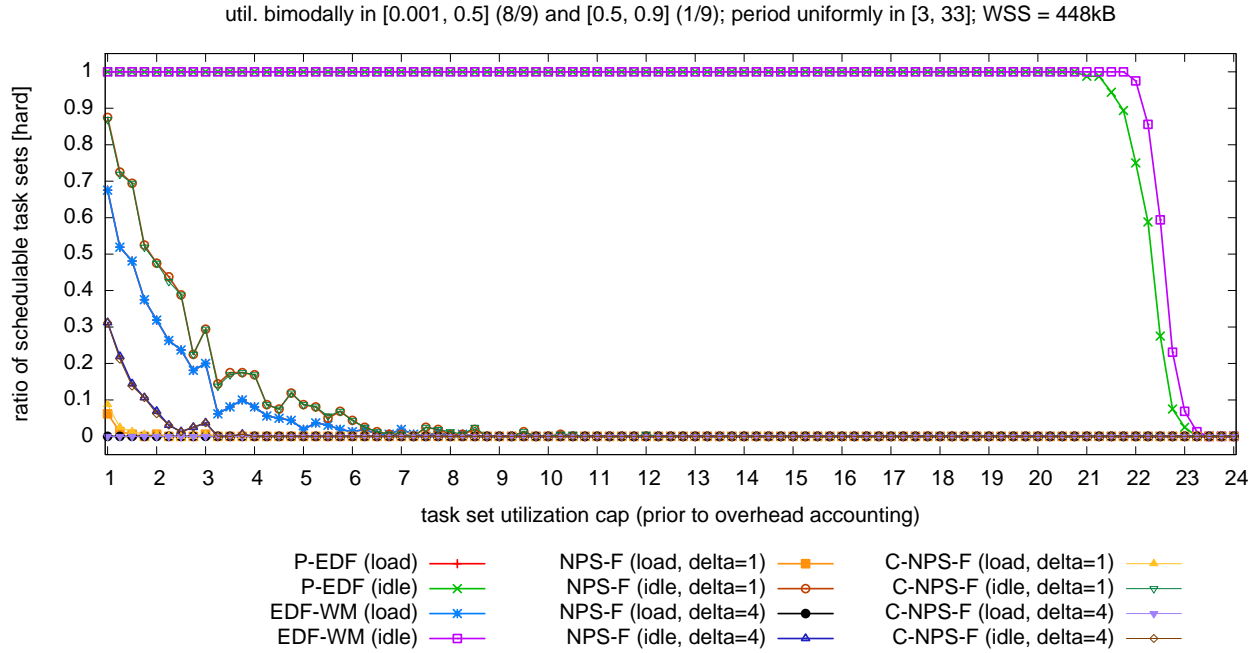 util. bimodally in [0.001, 0.5] (8/9) and [0.5, 0.9] (1/9); period uniformly in [3, 33]; WSS = 448kB
ratio of schedulable task sets [hard]
1
0.9
0.8
0.7
0.6
0.5
0.4
0.3
0.2
0.1
0
1 2 3 4 5 6 7 8 9 10 11 12 13 14 15 16 17 18 19 20 21 22 23 24
task set utilization cap (prior to overhead accounting)
P-EDF (load) NPS-F (load, delta=1) C-NPS-F (load, delta=1)
P-EDF (idle) NPS-F (idle, delta=1) C-NPS-F (idle, delta=1)
EDF-WM (load) NPS-F (load, delta=4) C-NPS-F (load, delta=4)
EDF-WM (idle) NPS-F (idle, delta=4) C-NPS-F (idle, delta=4)